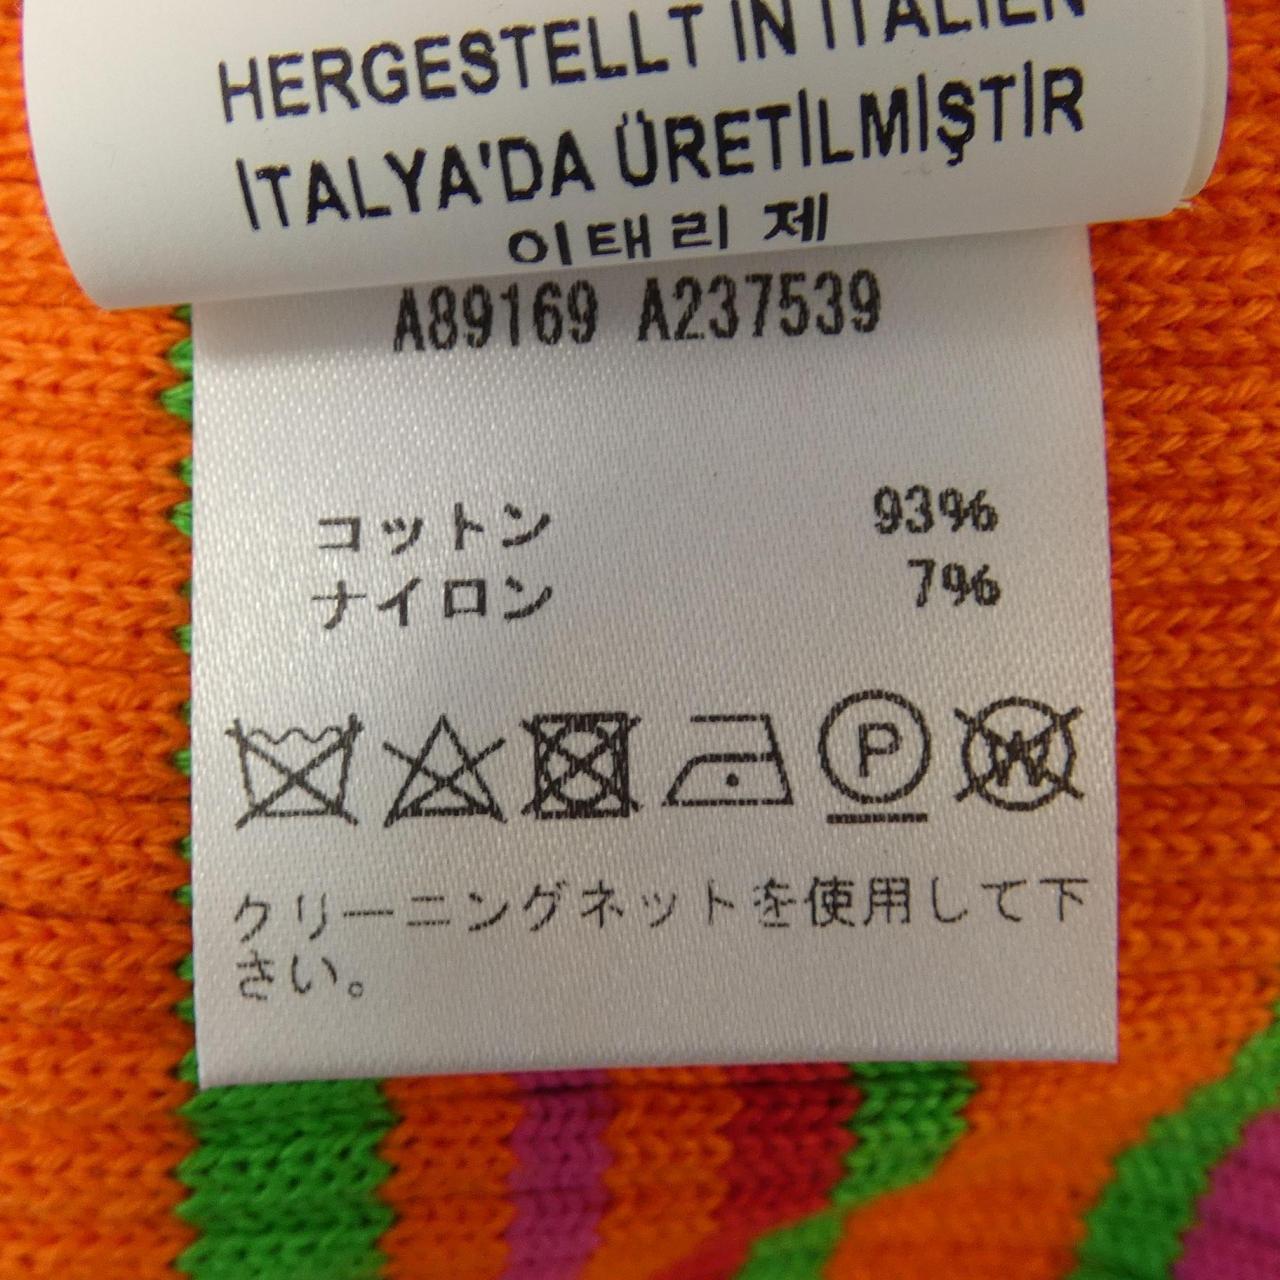 HERGESTELLT IN ITALIEN
İTALYA'DA ÜRETİLMİŞTİR
이태리 제
A89169 A237539
コットン 93%
ナイロン 7%
P W
クリーニングネットを使用して下
さい。